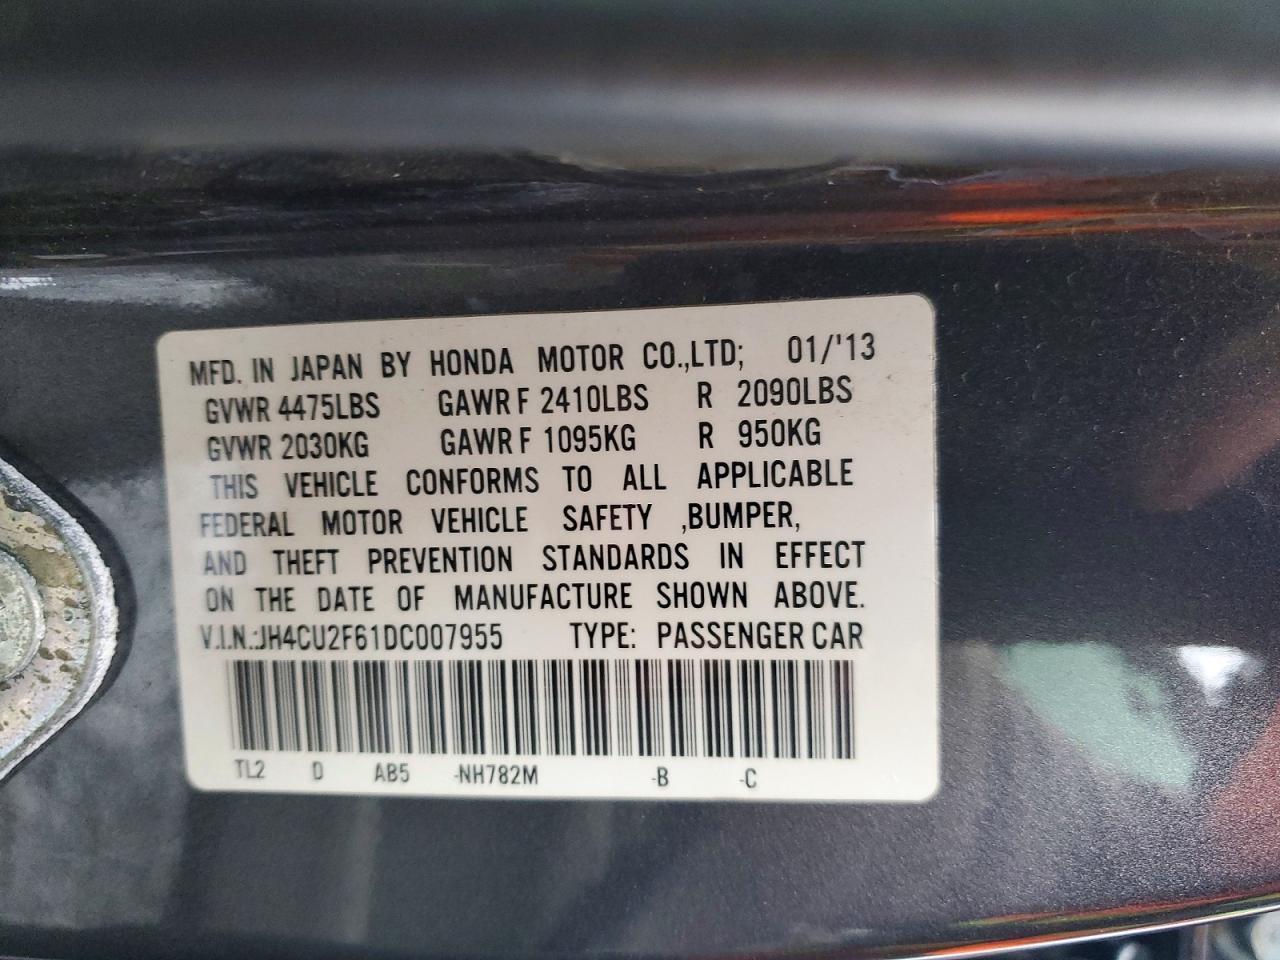 MFD. IN JAPAN BY HONDA MOTOR CO.,LTD; 01/'13
GVWR 4475LBS GAWR F 2410LBS R 2090LBS
GVWR 2030KG GAWR F 1095KG R 950KG
THIS VEHICLE CONFORMS TO ALL APPLICABLE
FEDERAL MOTOR VEHICLE SAFETY ,BUMPER,
AND THEFT PREVENTION STANDARDS IN EFFECT
ON THE DATE OF MANUFACTURE SHOWN ABOVE.
V.I.N.:JH4CU2F61DC007955 TYPE: PASSENGER CAR
TL2 D AB5 -NH782M -B -C